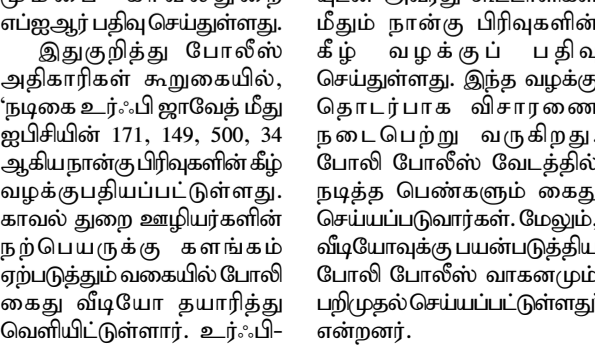 எப்ஐஆர் பதிவு செய்துள்ளது.
இதுகுறித்து போலீஸ்
அதிகாரிகள் கூறுகையில்,
'நடிகை உர்ஃபி ஜாவேத் மீது
ஐபிசியின் 171, 149, 500, 34
ஆகிய நான்கு பிரிவுகளின் கீழ்
வழக்குபதியப்பட்டுள்ளது.
காவல் துறை ஊழியர்களின்
நற்பெயருக்கு களங்கம்
ஏற்படுத்தும் வகையில் போலி
கைது வீடியோ தயாரித்து
வெளியிட்டுள்ளார். உர்ஃபி-
மீதும் நான்கு பிரிவுகளின்
கீழ் வழக்குப் பதிவு
செய்துள்ளது. இந்த வழக்கு
தொடர்பாக விசாரணை
நடைபெற்று வருகிறது.
போலி போலீஸ் வேடத்தில்
நடித்த பெண்களும் கைது
செய்யப்படுவார்கள். மேலும்,
வீடியோவுக்கு பயன்படுத்திய
போலி போலீஸ் வாகனமும்
பறிமுதல் செய்யப்பட்டுள்ளது'
என்றனர்.